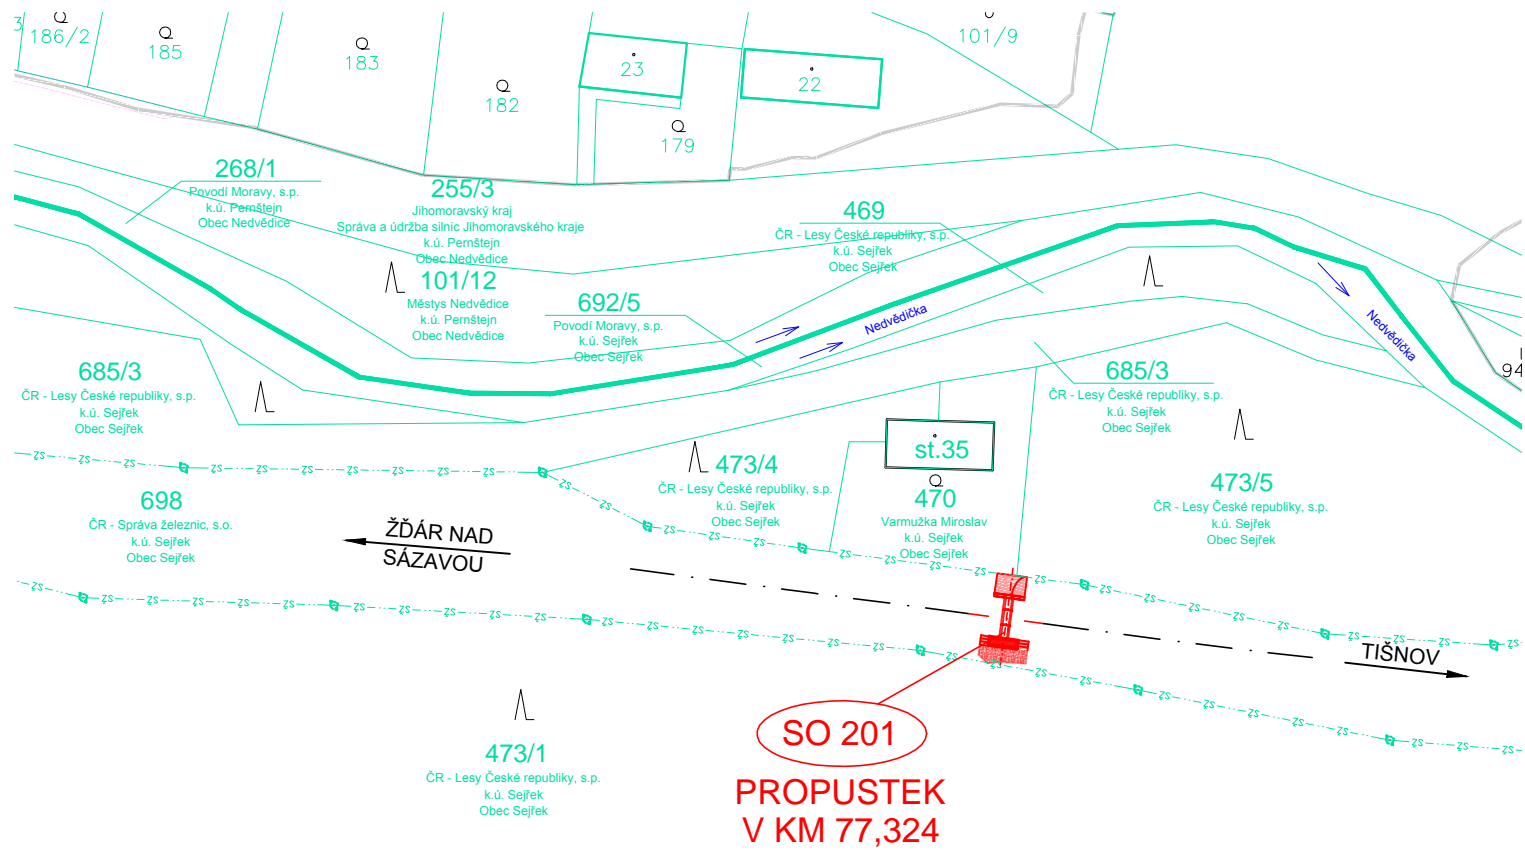 3
186/2
185
183
182
23
22
179
101/9
268/1
Povodí Moravy, s.p.
k.ú. Pernštejn
Obec Nedvědice
255/3
Jihomoravský kraj
Správa a údržba silnic Jihomoravského kraje
k.ú. Pernštejn
Obec Nedvědice
101/12
Městys Nedvědice
k.ú. Pernštejn
Obec Nedvědice
469
ČR - Lesy České republiky, s.p.
k.ú. Sejřek
Obec Sejřek
692/5
Povodí Moravy, s.p.
k.ú. Sejřek
Obec Sejřek
Nedvědička
Nedvědička
94
685/3
ČR - Lesy České republiky, s.p.
k.ú. Sejřek
Obec Sejřek
685/3
ČR - Lesy České republiky, s.p.
k.ú. Sejřek
Obec Sejřek
st.35
473/4
ČR - Lesy České republiky, s.p.
k.ú. Sejřek
Obec Sejřek
470
Varmužka Miroslav
k.ú. Sejřek
Obec Sejřek
473/5
ČR - Lesy České republiky, s.p.
k.ú. Sejřek
Obec Sejřek
698
ČR - Správa železnic, s.o.
k.ú. Sejřek
Obec Sejřek
ŽĎÁR NAD
SÁZAVOU
TIŠNOV
473/1
ČR - Lesy České republiky, s.p.
k.ú. Sejřek
Obec Sejřek
SO 201
PROPUSTEK
V KM 77,324